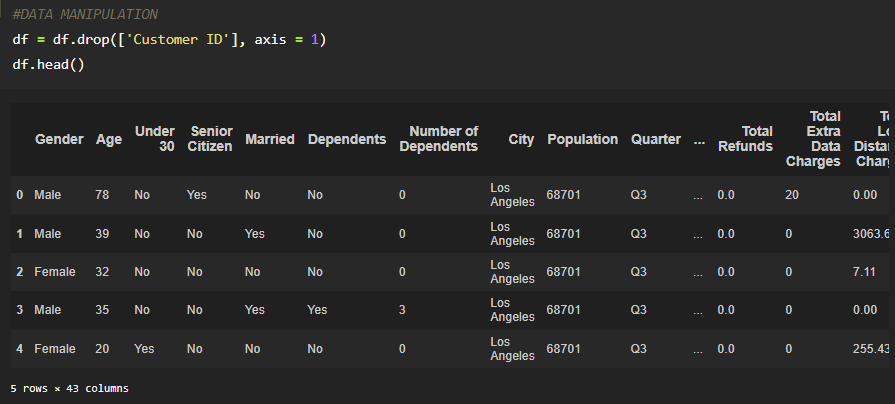 #DATA MANIPULATION
df = df.drop(['Customer ID'], axis = 1)
df.head()
Gender Age Under 30 Senior Citizen Married Dependents Number of Dependents City Population Quarter ... Total Refunds Total Extra Data Charges
0 Male 78 No Yes No No 0 Los Angeles 68701 Q3 ... 0.0 20 0.00
1 Male 39 No No Yes No 0 Los Angeles 68701 Q3 ... 0.0 0 3063.6
2 Female 32 No No No No 0 Los Angeles 68701 Q3 ... 0.0 0 7.11
3 Male 35 No No Yes Yes 3 Los Angeles 68701 Q3 ... 0.0 0 0.00
4 Female 20 Yes No No No 0 Los Angeles 68701 Q3 ... 0.0 0 255.43
5 rows × 43 columns